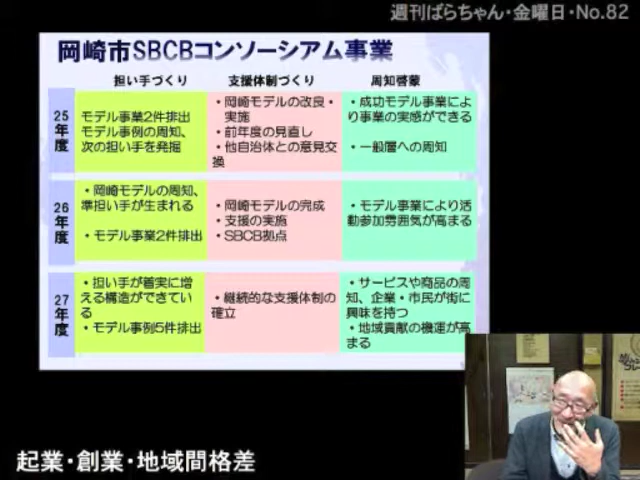 週刊ばらちゃん・金曜日・No.82
岡崎市SBCBコンソーシアム事業
担い手づくり
支援体制づくり
周知啓蒙
25年度
モデル事業2件排出
モデル事例の周知、
次の担い手を発掘
・岡崎モデルの改良・
実施
・前年度の見直し
・他自治体との意見交
換
・成功モデル事業によ
り事業の実感ができる
・一般層への周知
26年度
・岡崎モデルの周知、
準担い手が生まれる
・モデル事業2件排出
・岡崎モデルの完成
・支援の実施
・SBCB拠点
・モデル事業により活
動参加雰囲気が高まる
27年度
・担い手が着実に増
える構造ができてい
る
・モデル事例5件排出
・継続的な支援体制の
確立
・サービスや商品の周
知、企業・市民が街に
興味を持つ
・地域貢献の機運が高
まる
起業・創業・地域間格差